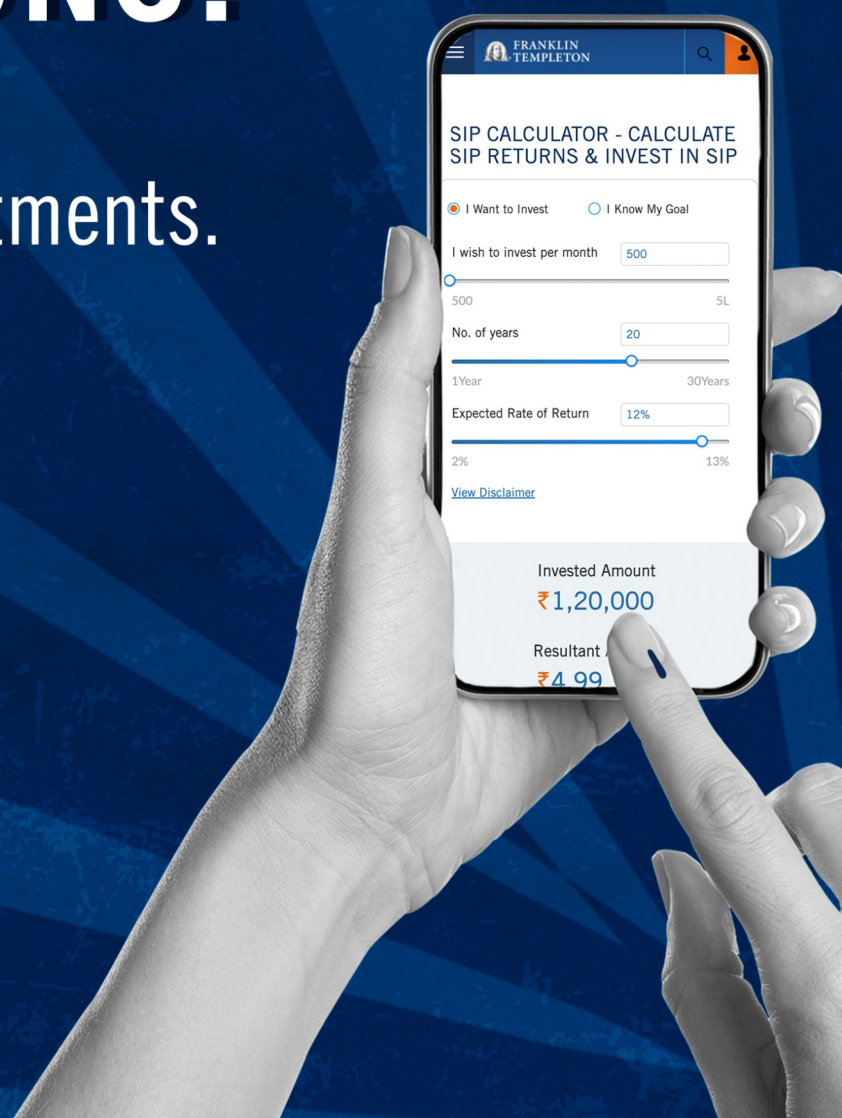 tments.
FRANKLIN
TEMPLETON
SIP CALCULATOR - CALCULATE
SIP RETURNS & INVEST IN SIP
I Want to Invest
I Know My Goal
I wish to invest per month
500
500
5L
No. of years
20
1Year
30Years
Expected Rate of Return
12%
2%
13%
View Disclaimer
Invested Amount
₹1,20,000
Resultant
₹4.99